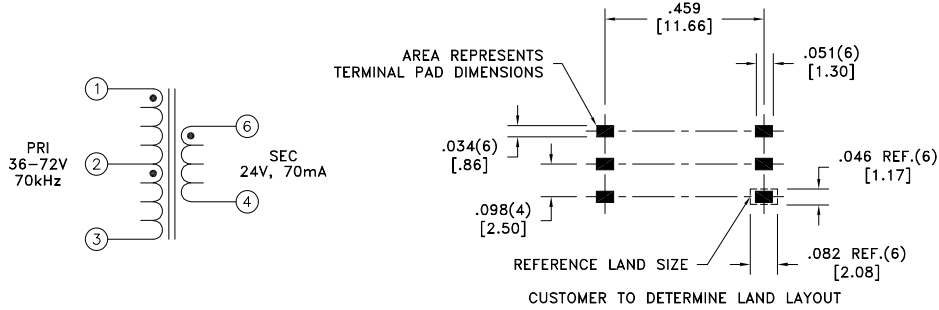 1
2
3
PRI
36-72V
70kHz
6
4
SEC
24V, 70mA
.459
[11.66]
AREA REPRESENTS
TERMINAL PAD DIMENSIONS
.051(6)
[1.30]
.034(6)
[.86]
.046 REF.(6)
[1.17]
.098(4)
[2.50]
REFERENCE LAND SIZE
.082 REF.(6)
[2.08]
CUSTOMER TO DETERMINE LAND LAYOUT